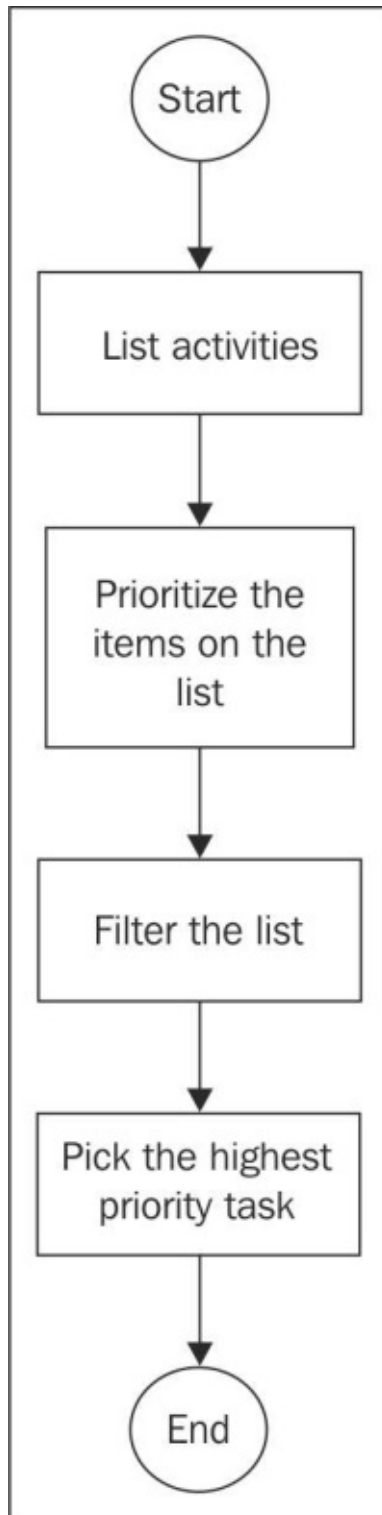 Start
List activities
Prioritize the
items on the
list
Filter the list
Pick the highest
priority task
End